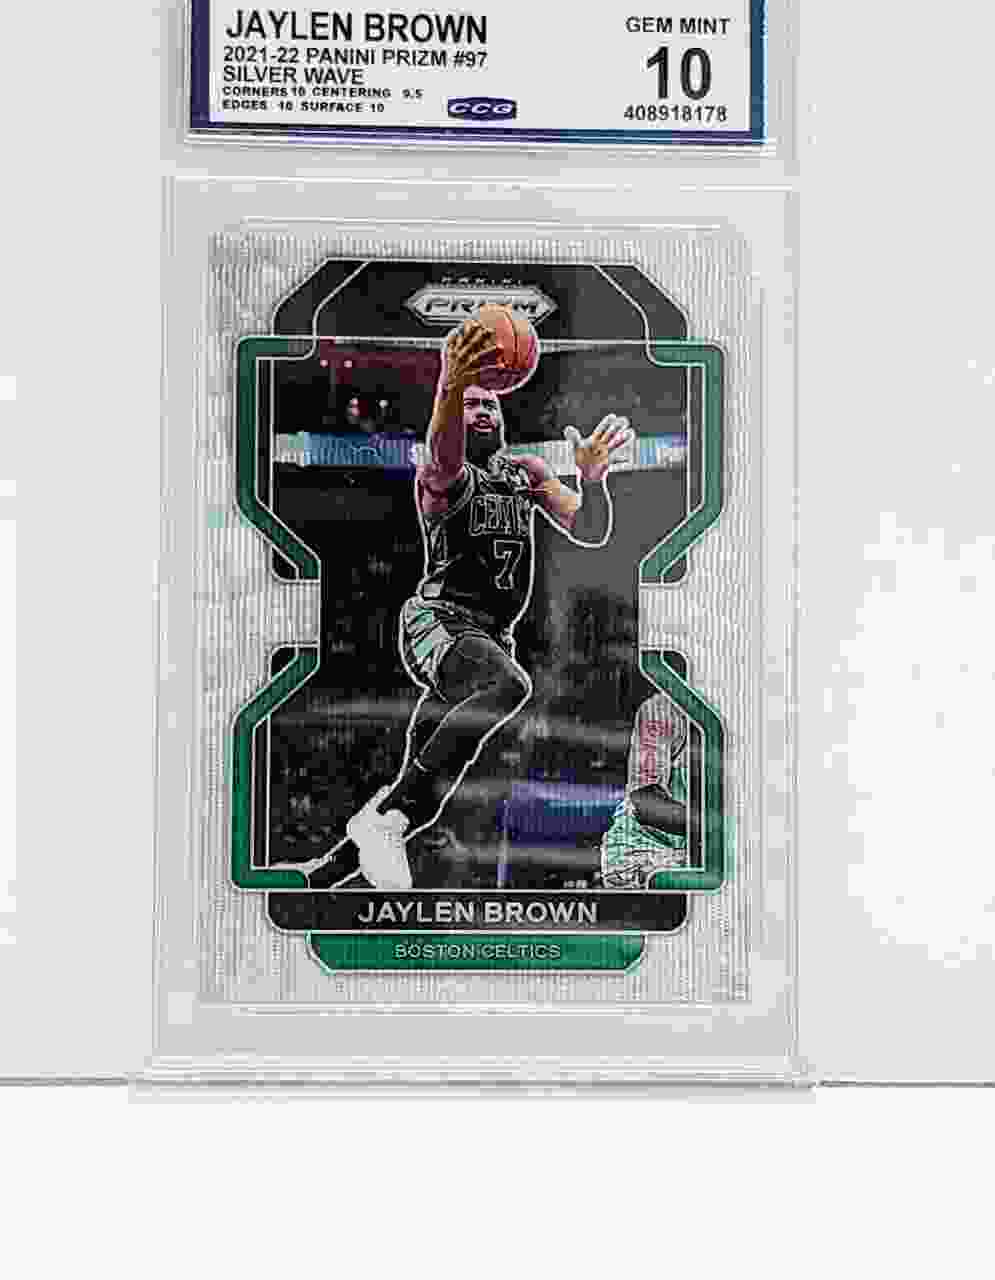 JAYLEN BROWN
2021-22 PANINI PRIZM #97
SILVER WAVE
CORNERS 10 CENTERING 9.5
EDGES 10 SURFACE 10
CCG
GEM MINT
10
408918178
PANINI
PRIZM
CELTICS
7
JAYLEN BROWN
BOSTON CELTICS